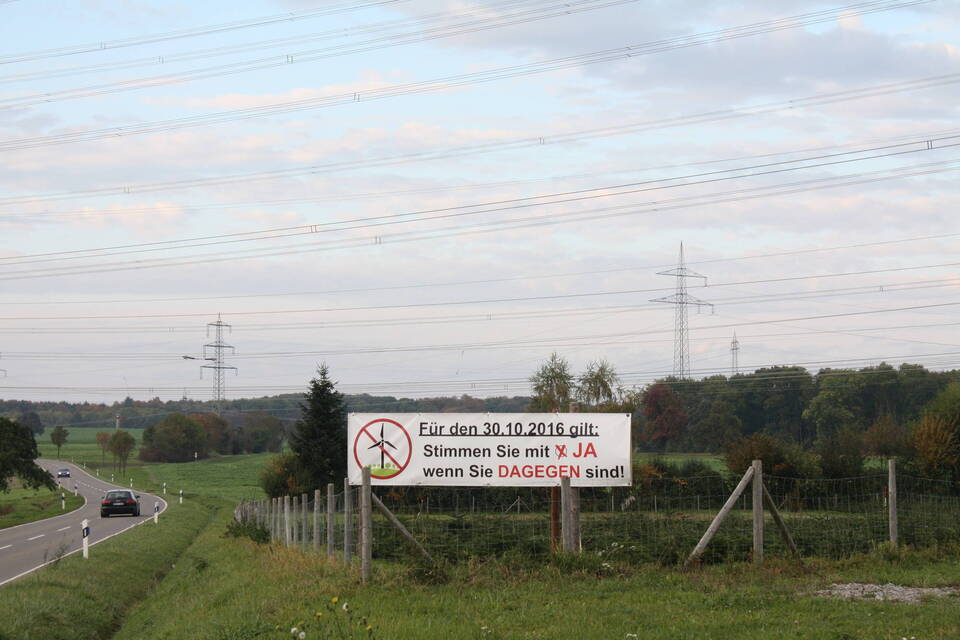 Für den 30.10.2016 gilt:
Stimmen Sie mit JA
wenn Sie DAGEGEN sind!